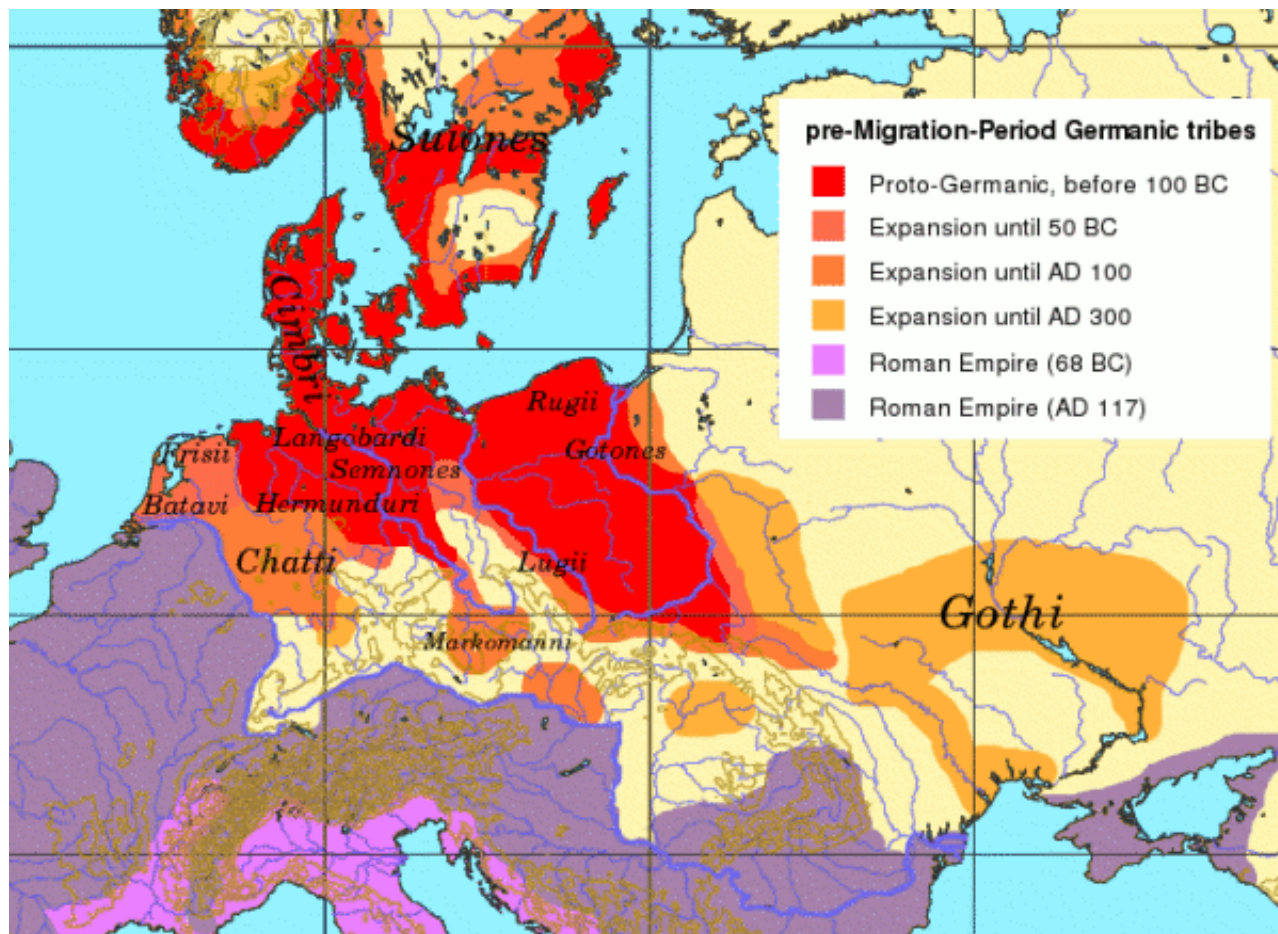 Suiones
pre-Migration-Period Germanic tribes
Proto-Germanic, before 100 BC
Expansion until 50 BC
Expansion until AD 100
Expansion until AD 300
Roman Empire (68 BC)
Roman Empire (AD 117)
Cimbri
Rugii
Langobardi
Gotones
Frisii
Semnones
Batavi
Hermunduri
Chatti
Lugii
Gothi
Markomanni